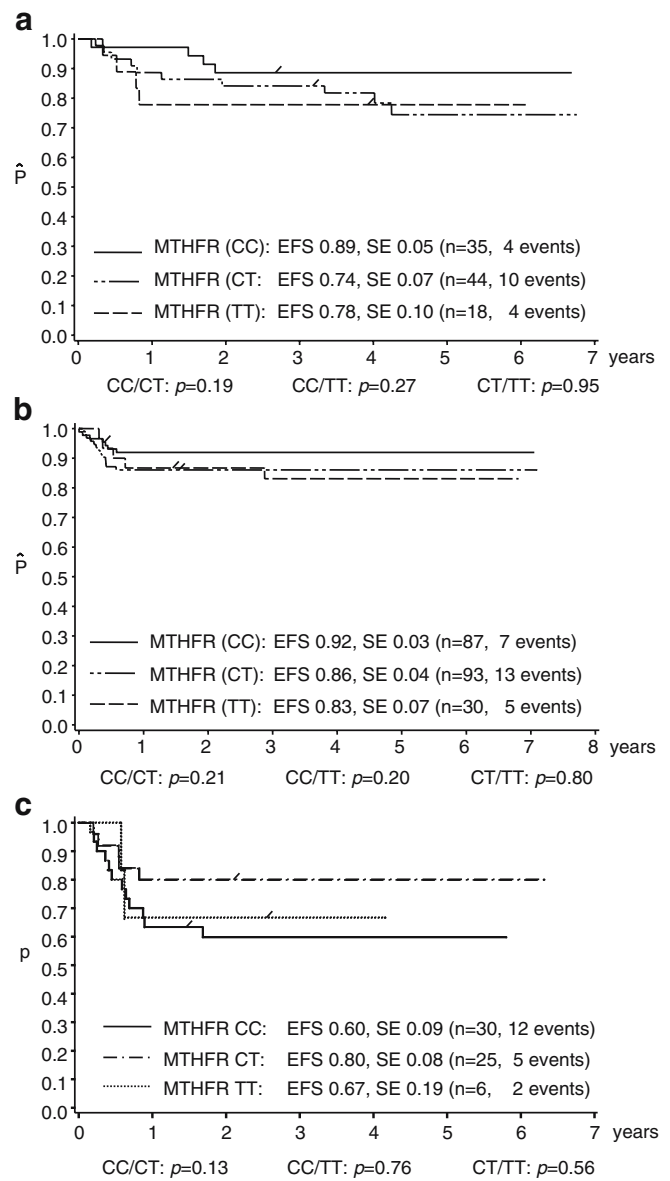 a
1.0
0.9
0.8
0.7
P̂
0.3
0.2
0.1
0.0
MTHFR (CC): EFS 0.89, SE 0.05 (n=35, 4 events)
MTHFR (CT: EFS 0.74, SE 0.07 (n=44, 10 events)
MTHFR (TT): EFS 0.78, SE 0.10 (n=18, 4 events)
0 1 2 3 4 5 6 7 years
CC/CT: p=0.19 CC/TT: p=0.27 CT/TT: p=0.95
b
1.0
0.9
0.8
0.7
0.6
P̂
0.5
0.4
0.3
0.2
0.1
0.0
MTHFR (CC): EFS 0.92, SE 0.03 (n=87, 7 events)
MTHFR (CT): EFS 0.86, SE 0.04 (n=93, 13 events)
MTHFR (TT): EFS 0.83, SE 0.07 (n=30, 5 events)
0 1 2 3 4 5 6 7 8 years
CC/CT: p=0.21 CC/TT: p=0.20 CT/TT: p=0.80
c
1.0
0.9
0.8
0.7
0.6
p
0.5
0.4
0.3
0.2
0.1
0.0
MTHFR CC: EFS 0.60, SE 0.09 (n=30, 12 events)
MTHFR CT: EFS 0.80, SE 0.08 (n=25, 5 events)
MTHFR TT: EFS 0.67, SE 0.19 (n=6, 2 events)
0 1 2 3 4 5 6 7 years
CC/CT: p=0.13 CC/TT: p=0.76 CT/TT: p=0.56